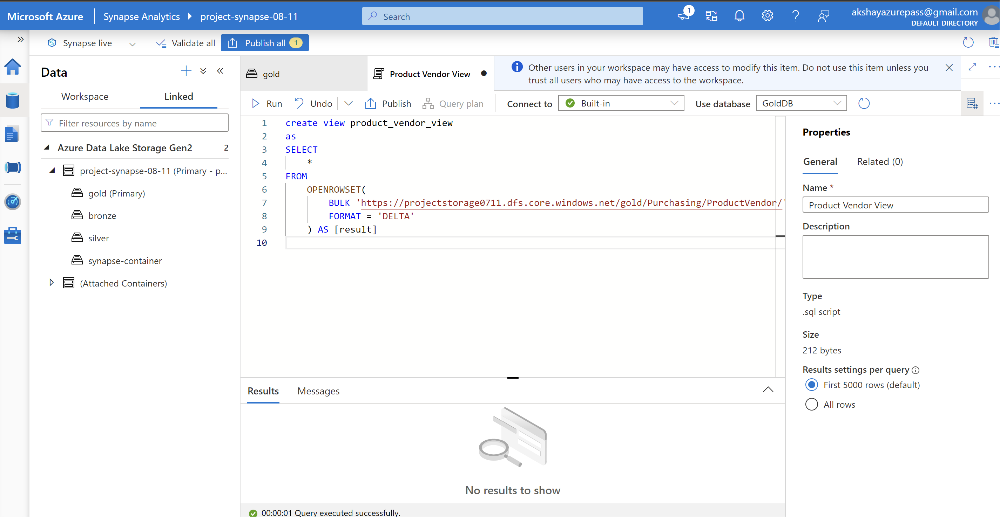 Microsoft Azure
Synapse Analytics
project-synapse-08-11
Search
1
akshayazurepass@gmail.com
DEFAULT DIRECTORY
Synapse live
Validate all
Publish all 1
Data
Workspace
Linked
Filter resources by name
Azure Data Lake Storage Gen2 2
project-synapse-08-11 (Primary - p...
gold (Primary)
bronze
silver
synapse-container
(Attached Containers)
gold
Product Vendor View
Other users in your workspace may have access to modify this item. Do not use this item unless you
trust all users who may have access to the workspace.
Run
Undo
Publish
Query plan
Connect to
Built-in
Use database
GoldDB
1 create view product_vendor_view
2 as
3 SELECT
4 *
5 FROM
6 OPENROWSET(
7 BULK 'https://projectstorage0711.dfs.core.windows.net/gold/Purchasing/ProductVendor/'
8 FORMAT = 'DELTA'
9 ) AS [result]
10
Results
Messages
No results to show
00:00:01 Query executed successfully.
Properties
General
Related (0)
Name *
Product Vendor View
Description
Type
.sql script
Size
212 bytes
Results settings per query
First 5000 rows (default)
All rows